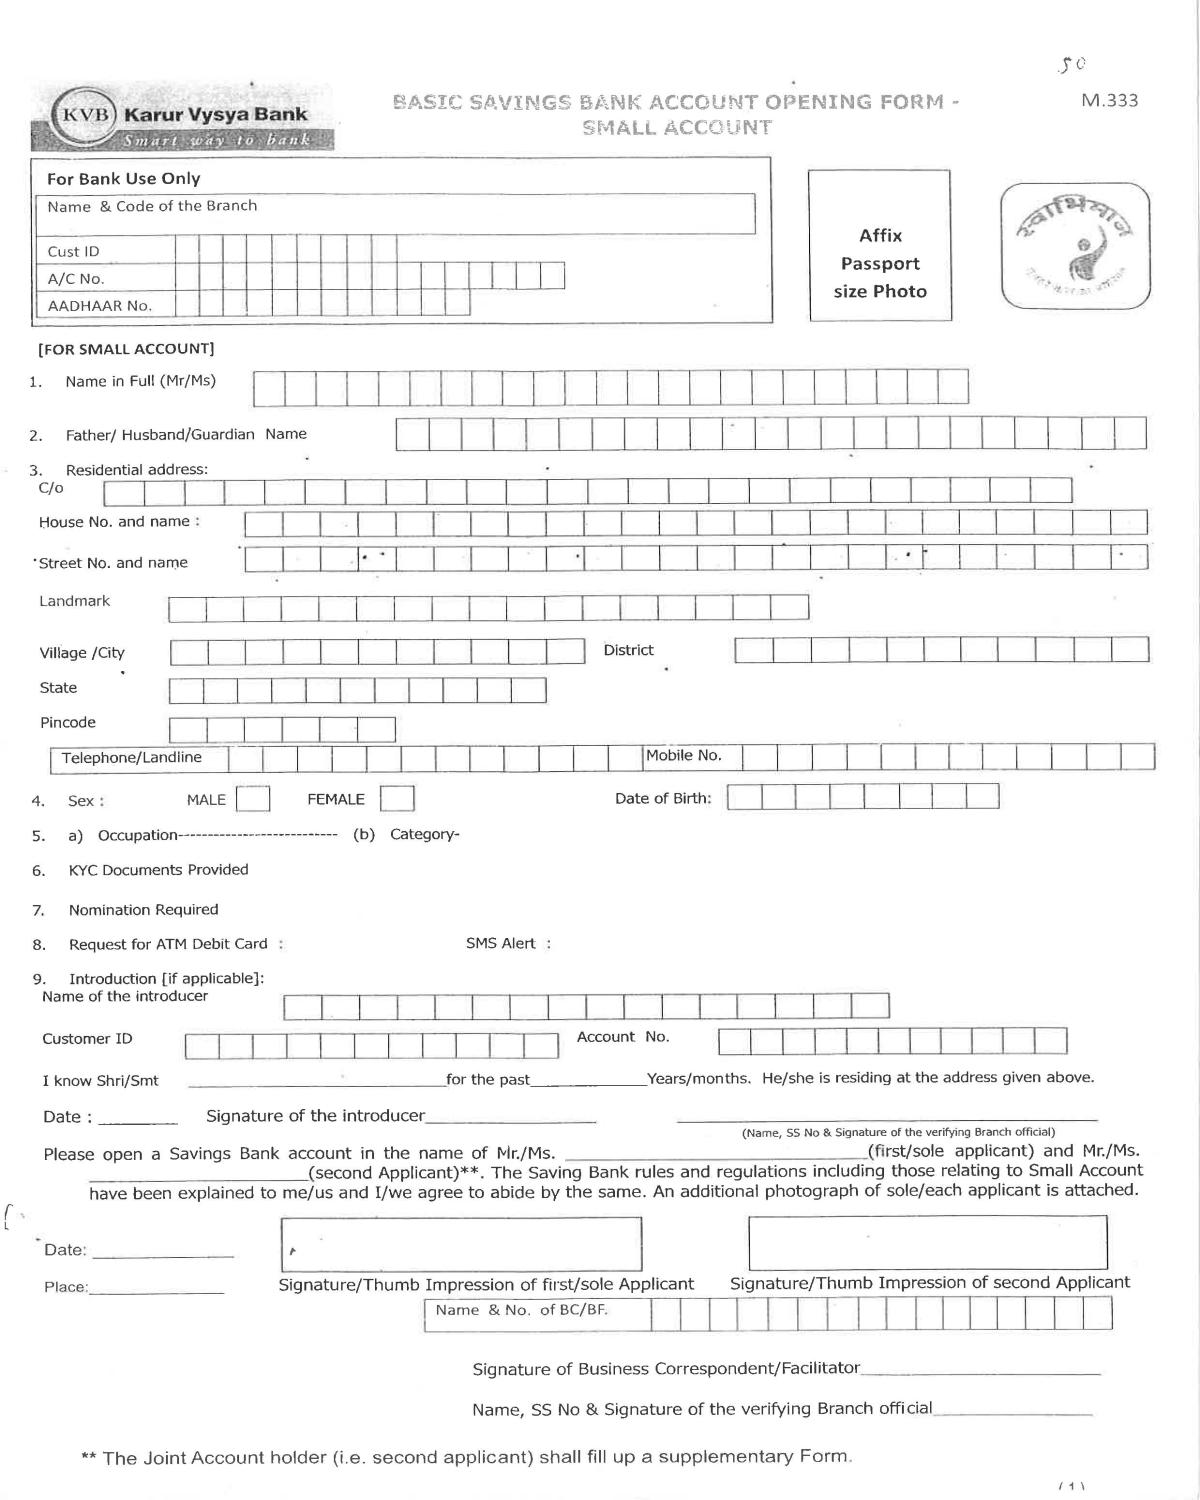 50
KVB Karur Vysya Bank
Smart way to bank
BASIC SAVINGS BANK ACCOUNT OPENING FORM -
SMALL ACCOUNT
M.333
For Bank Use Only
Name & Code of the Branch
Cust ID
A/C No.
AADHAAR No.
Affix
Passport
size Photo
स्वाभिमान
[FOR SMALL ACCOUNT]
1. Name in Full (Mr/Ms)
2. Father/ Husband/Guardian Name
3. Residential address:
C/o
House No. and name :
Street No. and name
Landmark
Village /City District
State
Pincode
Telephone/Landline Mobile No.
4. Sex : MALE FEMALE Date of Birth:
5. a) Occupation--------------------------- (b) Category-
6. KYC Documents Provided
7. Nomination Required
8. Request for ATM Debit Card : SMS Alert :
9. Introduction [if applicable]:
Name of the introducer
Customer ID Account No.
I know Shri/Smt ____________________for the past____________Years/months. He/she is residing at the address given above.
Date : ________ Signature of the introducer__________________
(Name, SS No & Signature of the verifying Branch official)
Please open a Savings Bank account in the name of Mr./Ms. ______________________________(first/sole applicant) and Mr./Ms.
______________________(second Applicant)**. The Saving Bank rules and regulations including those relating to Small Account
have been explained to me/us and I/we agree to abide by the same. An additional photograph of sole/each applicant is attached.
Date: ______________
Place:______________
Signature/Thumb Impression of first/sole Applicant Signature/Thumb Impression of second Applicant
Name & No. of BC/BF.
Signature of Business Correspondent/Facilitator________________________
Name, SS No & Signature of the verifying Branch official________________
** The Joint Account holder (i.e. second applicant) shall fill up a supplementary Form.
(1)